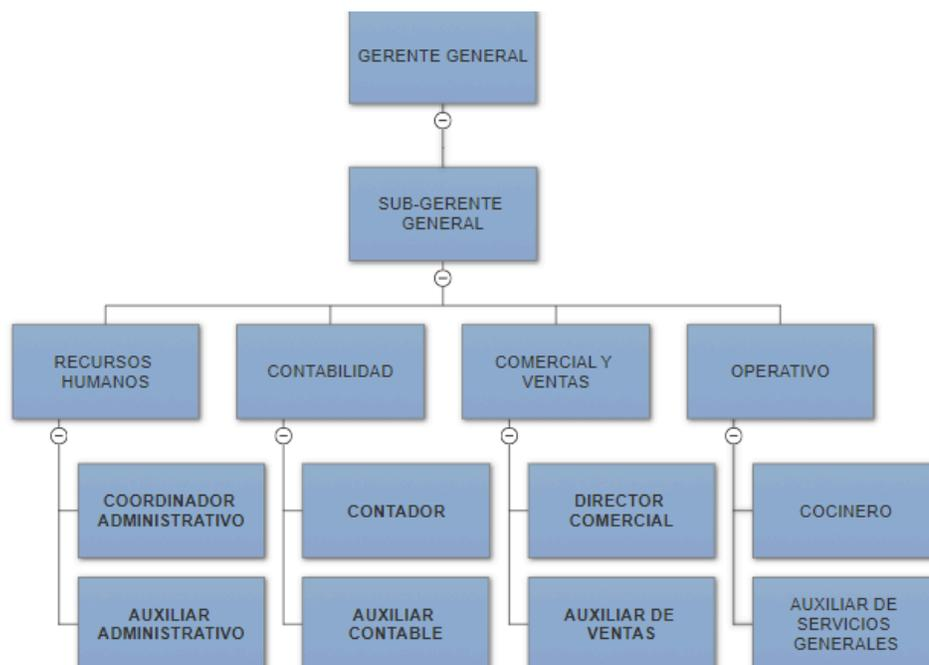 GERENTE GENERAL
SUB-GERENTE
GENERAL
RECURSOS
HUMANOS
CONTABILIDAD
COMERCIAL Y
VENTAS
OPERATIVO
COORDINADOR
ADMINISTRATIVO
CONTADOR
DIRECTOR
COMERCIAL
COCINERO
AUXILIAR
ADMINISTRATIVO
AUXILIAR
CONTABLE
AUXILIAR DE
VENTAS
AUXILIAR DE
SERVICIOS
GENERALES